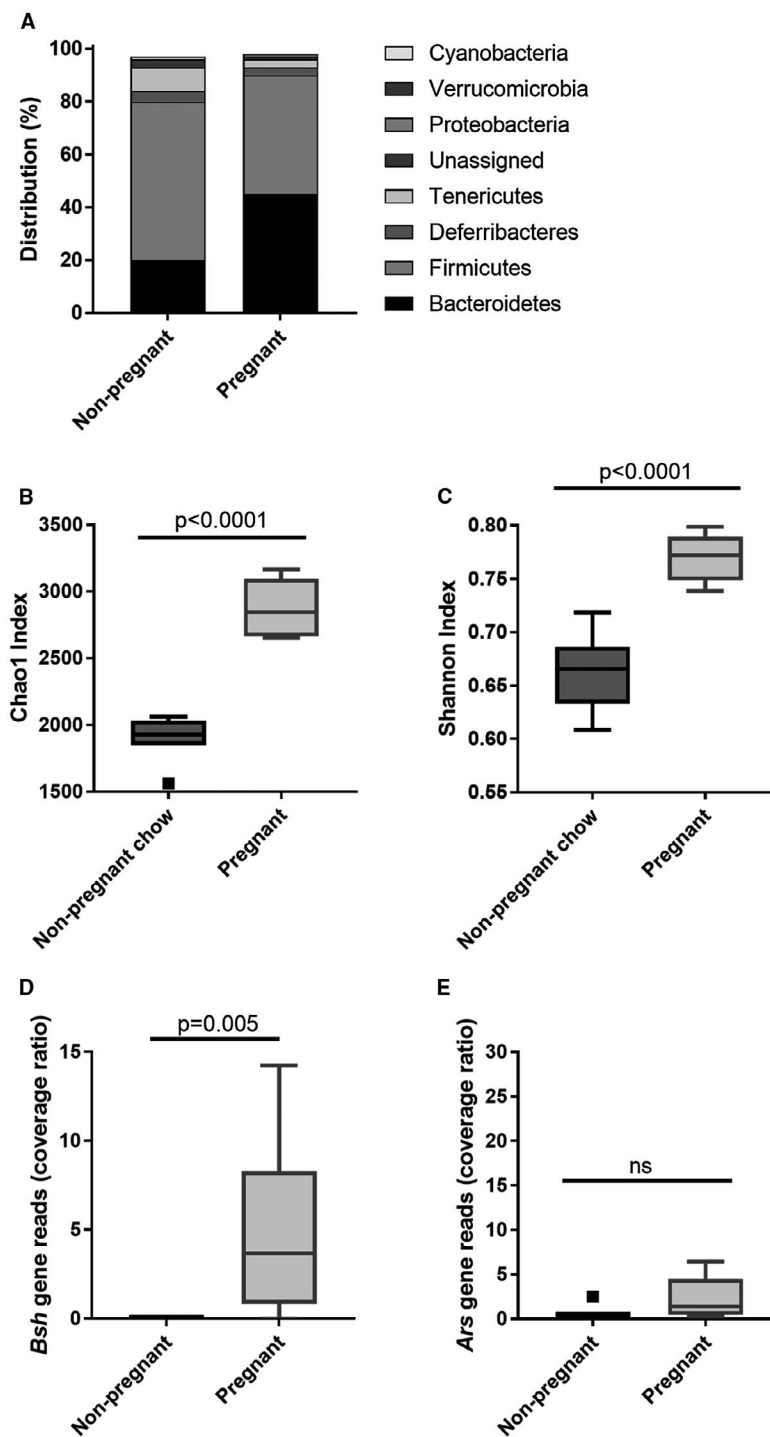 A
Distribution (%)
100
80
60
40
20
0
Non-pregnant
Pregnant
Cyanobacteria
Verrucomicrobia
Proteobacteria
Unassigned
Tenericutes
Deferribacteres
Firmicutes
Bacteroidetes
B
p<0.0001
Chao1 Index
3500
3000
2500
2000
1500
Non-pregnant chow
Pregnant
C
p<0.0001
Shannon Index
0.80
0.75
0.70
0.65
0.60
0.55
Non-pregnant chow
Pregnant
D
p=0.005
Bsh gene reads (coverage ratio)
15
10
5
0
Non-pregnant
Pregnant
E
Ars gene reads (coverage ratio)
30
25
20
15
10
5
0
ns
Non-pregnant
Pregnant